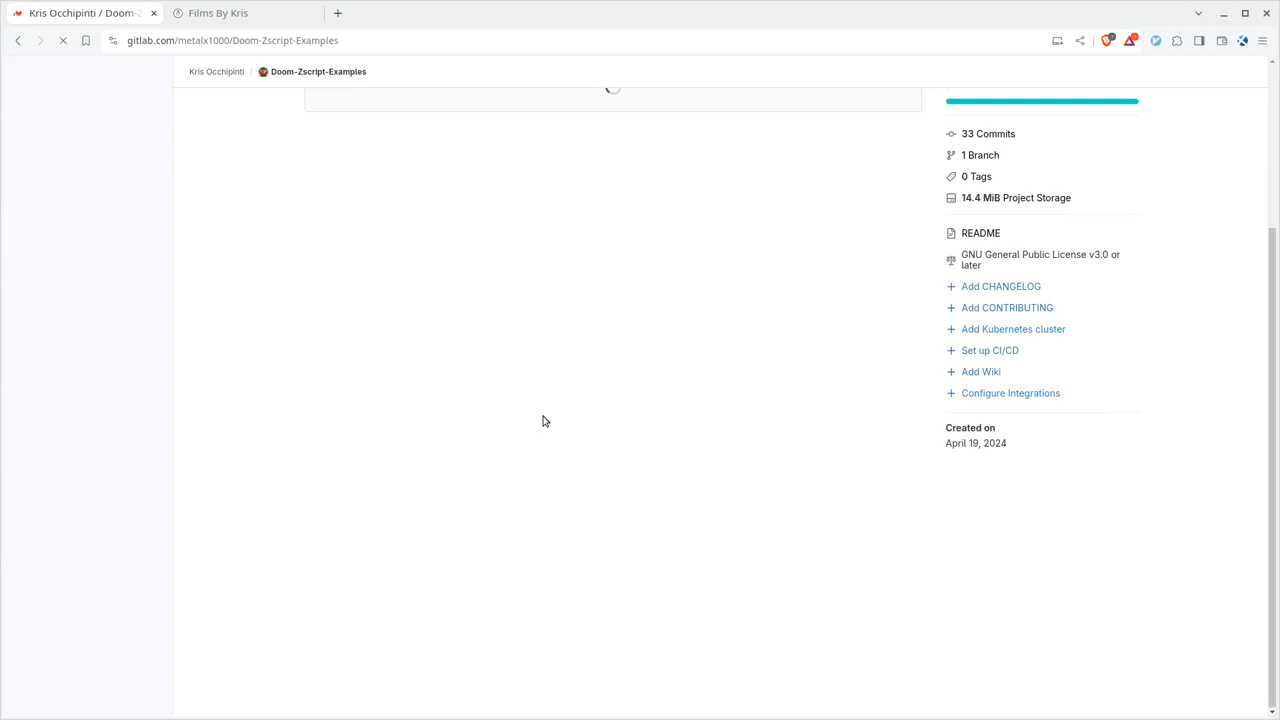 Kris Occhipinti / Doom-Z
Films By Kris
gitlab.com/metalx1000/Doom-Zscript-Examples
Kris Occhipinti / Doom-Zscript-Examples
33 Commits
1 Branch
0 Tags
14.4 MiB Project Storage
README
GNU General Public License v3.0 or
later
Add CHANGELOG
Add CONTRIBUTING
Add Kubernetes cluster
Set up CI/CD
Add Wiki
Configure Integrations
Created on
April 19, 2024